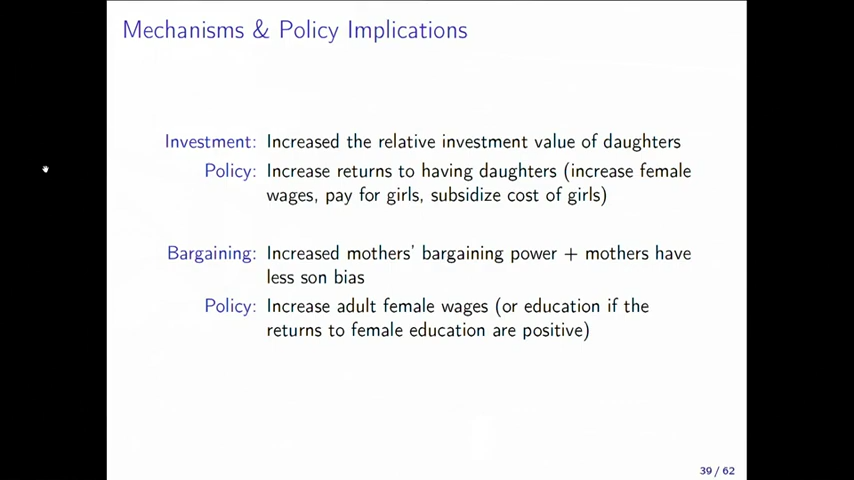 Mechanisms & Policy Implications
Investment: Increased the relative investment value of daughters
Policy: Increase returns to having daughters (increase female
wages, pay for girls, subsidize cost of girls)
Bargaining: Increased mothers' bargaining power + mothers have
less son bias
Policy: Increase adult female wages (or education if the
returns to female education are positive)
39 / 62